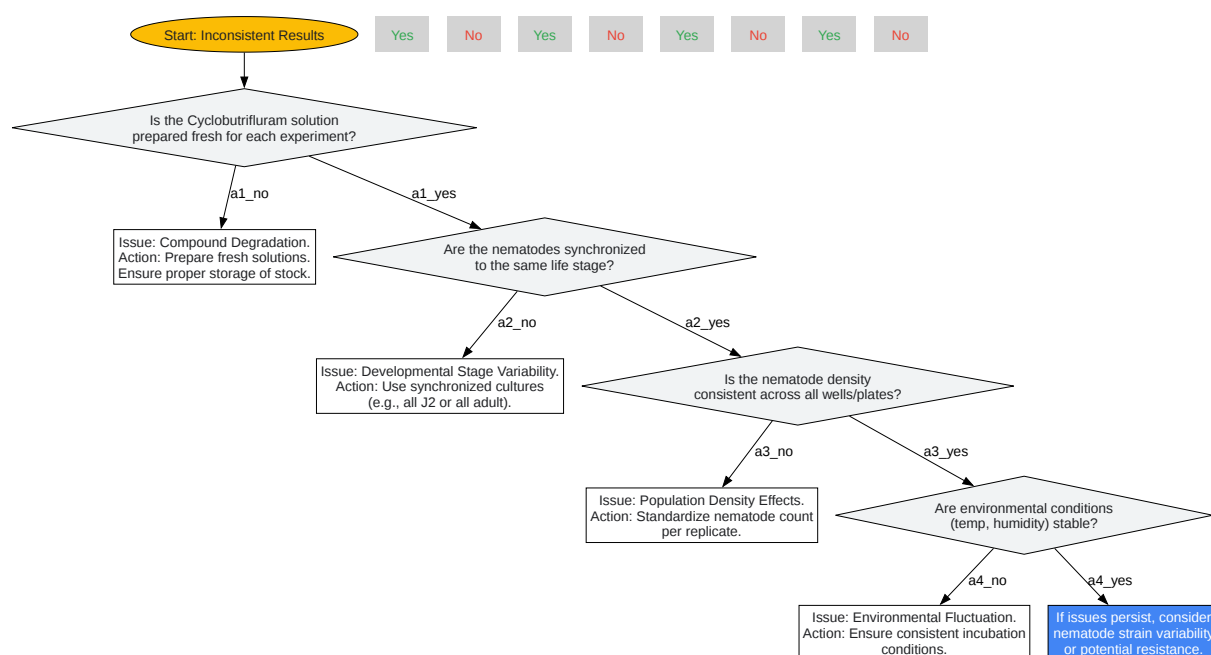 Start: Inconsistent Results
Yes
No
Yes
No
Yes
No
Yes
No
Is the Cyclobutrifluram solution
prepared fresh for each experiment?
a1_no
a1_yes
Issue: Compound Degradation.
Action: Prepare fresh solutions.
Ensure proper storage of stock.
Are the nematodes synchronized
to the same life stage?
a2_no
a2_yes
Issue: Developmental Stage Variability.
Action: Use synchronized cultures
(e.g., all J2 or all adult).
Is the nematode density
consistent across all wells/plates?
a3_no
a3_yes
Issue: Population Density Effects.
Action: Standardize nematode count
per replicate.
Are environmental conditions
(temp, humidity) stable?
a4_no
a4_yes
Issue: Environmental Fluctuation.
Action: Ensure consistent incubation
conditions.
If issues persist, consider
nematode strain variability
or potential resistance.